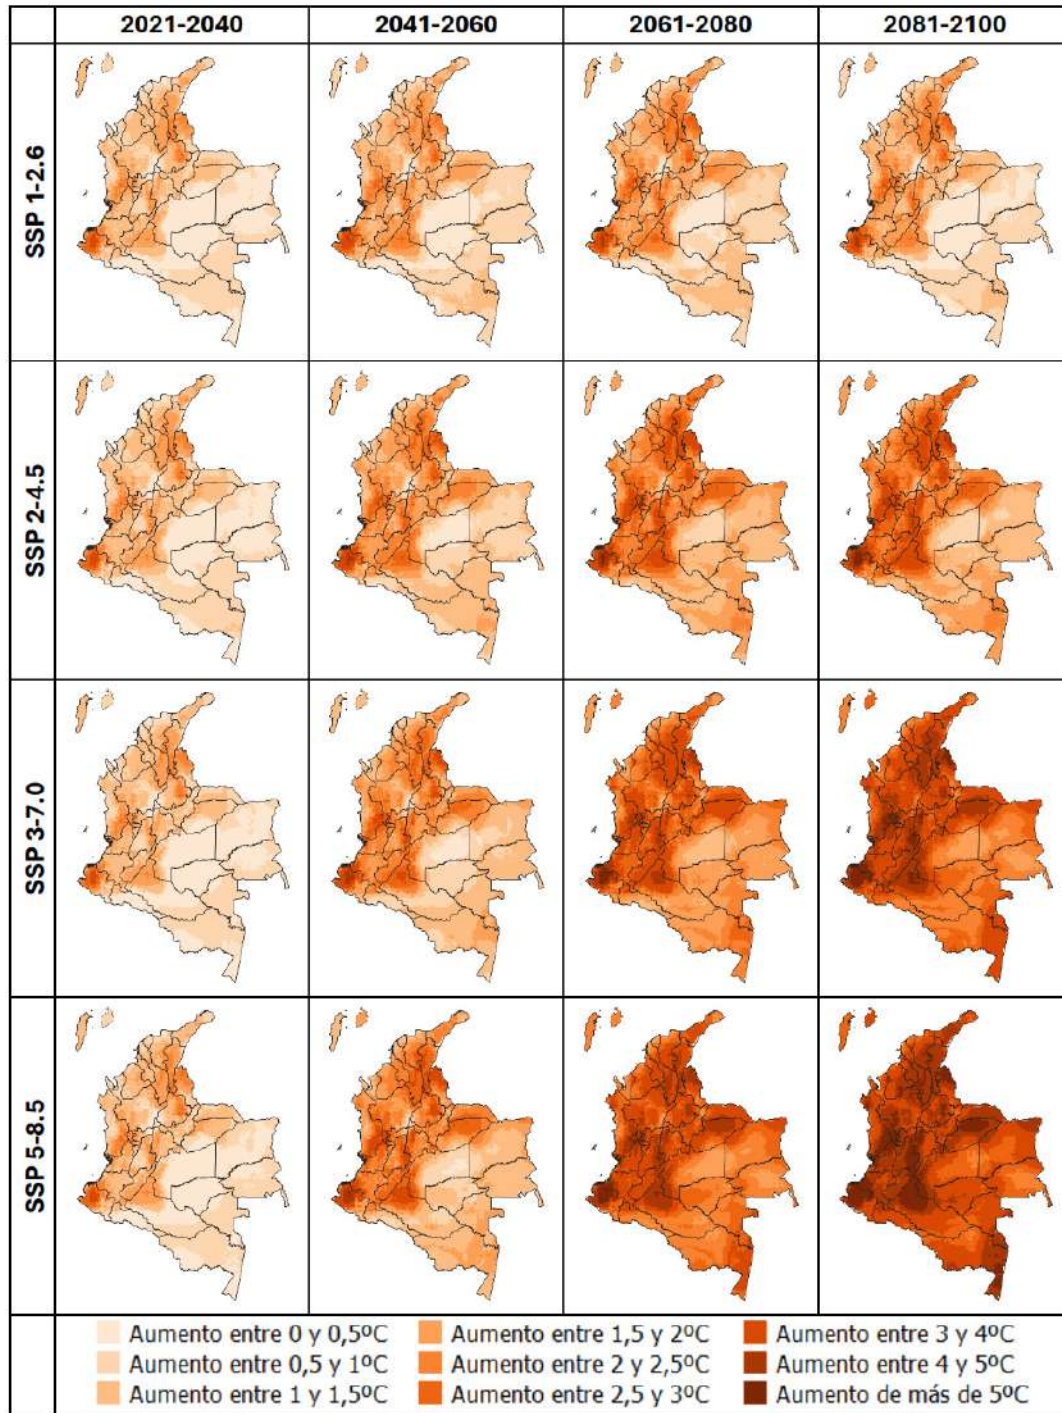 2021-2040 2041-2060 2061-2080 2081-2100
SSP 1-2.6
SSP 2-4.5
SSP 3-7.0
SSP 5-8.5
Aumento entre 0 y 0,5ºC Aumento entre 1,5 y 2ºC Aumento entre 3 y 4ºC
Aumento entre 0,5 y 1ºC Aumento entre 2 y 2,5ºC Aumento entre 4 y 5ºC
Aumento entre 1 y 1,5ºC Aumento entre 2,5 y 3ºC Aumento de más de 5ºC